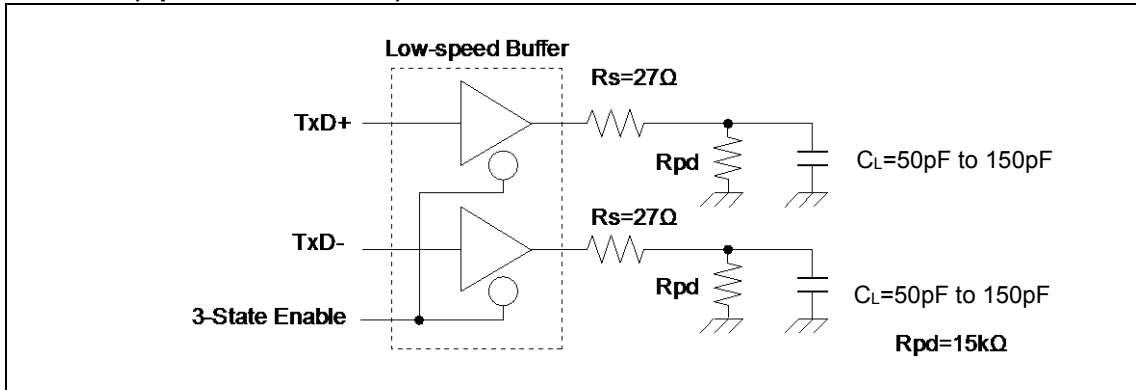 Low-speed Buffer
Rs=27Ω
TxD+
Rpd
CL=50pF to 150pF
Rs=27Ω
TxD-
Rpd
CL=50pF to 150pF
3-State Enable
Rpd=15kΩ